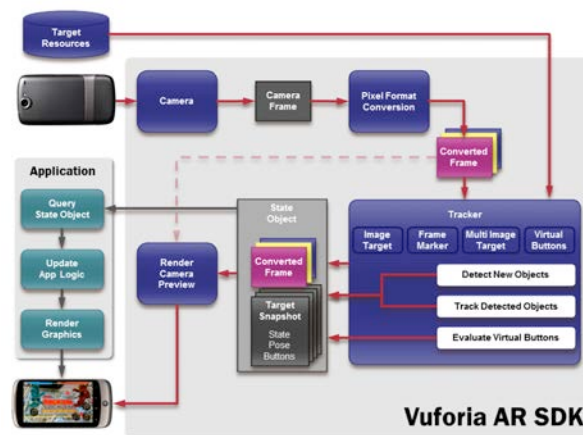 Target
Resources
Camera
Camera
Frame
Pixel Format
Conversion
Converted
Frame
Application
Query
State Object
Update
App Logic
Render
Graphics
Render
Camera
Preview
State
Object
Converted
Frame
Target
Snapshot
State
Pose
Buttons
Tracker
Image
Target
Frame
Marker
Multi Image
Target
Virtual
Buttons
Detect New Objects
Track Detected Objects
Evaluate Virtual Buttons
Vuforia AR SDK